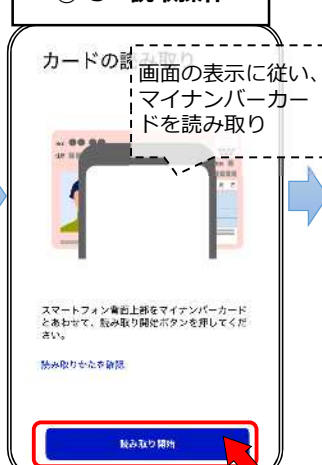 カードの読み取り
画面の表示に従い、
マイナンバーカー
ドを読み取り
スマートフォン背面上部をマイナンバーカード
とあわせて、読み取り開始ボタンを押してくだ
さい。
読み取りかたを確認
読み取り開始